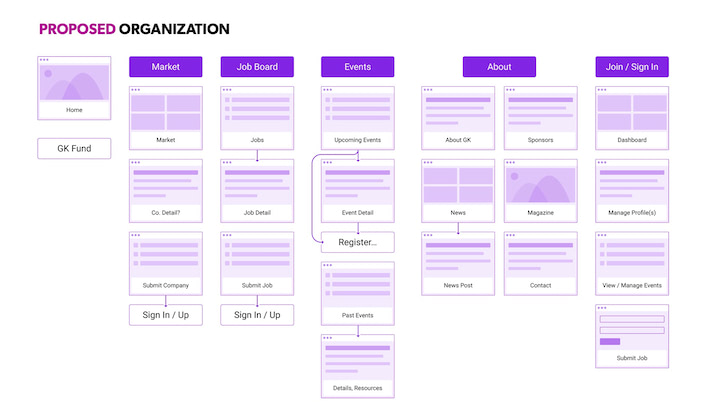 PROPOSED ORGANIZATION
Market
Job Board
Events
About
Join / Sign In
Home
Market
Jobs
Upcoming Events
About GK
Sponsors
Dashboard
GK Fund
Co. Detail?
Job Detail
Event Detail
News
Magazine
Manage Profile(s)
Register...
Submit Company
Submit Job
News Post
Contact
View / Manage Events
Sign In / Up
Sign In / Up
Past Events
Submit Job
Details, Resources